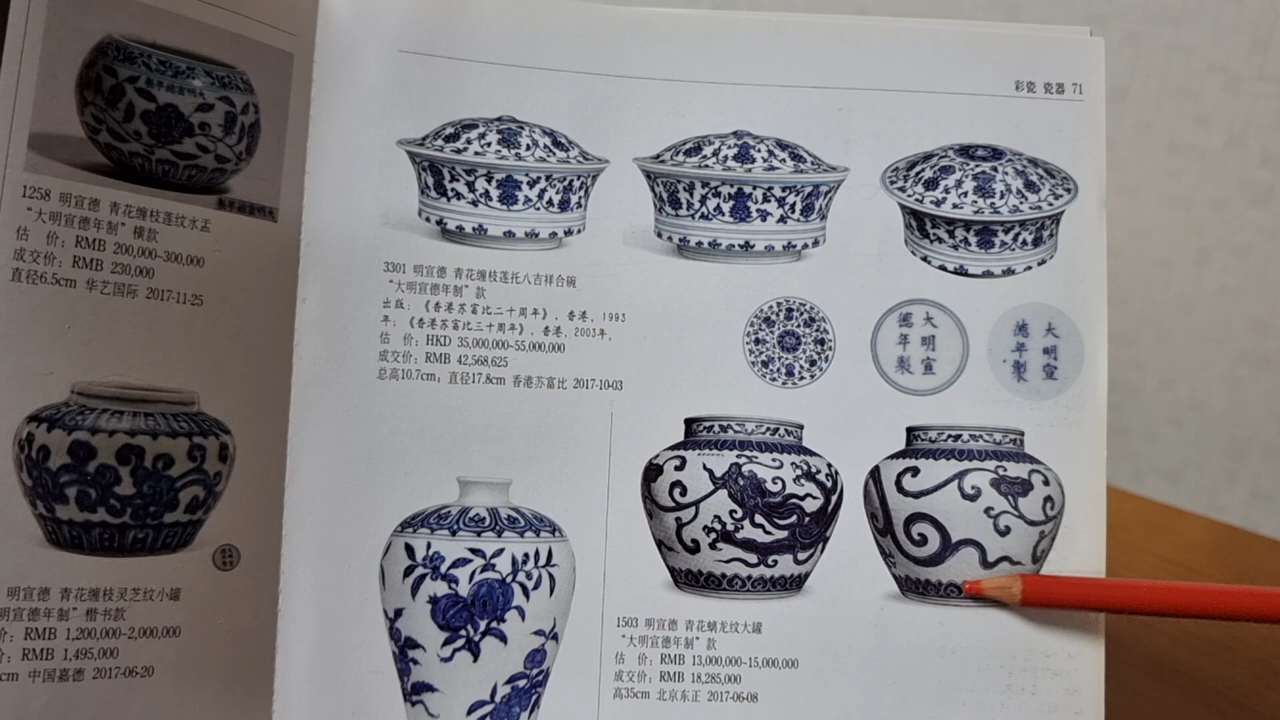 大明宣德年製
1258 明宣德 青花缠枝莲纹水盂
“大明宣德年制”横款
估 价：RMB 200,000~300,000
成交价：RMB 230,000
直径6.5cm 华艺国际 2017-11-25
明宣德 青花缠枝灵芝纹小罐
明宣德年制”楷书款
价：RMB 1,200,000~2,000,000
价：RMB 1,495,000
cm 中国嘉德 2017-06-20
彩瓷 瓷器 71
3301 明宣德 青花缠枝莲托八吉祥合碗
“大明宣德年制”款
出版：《香港苏富比二十周年》，香港，1993
年；《香港苏富比三十周年》，香港，2003年。
估 价：HKD 35,000,000~55,000,000
成交价：RMB 42,568,625
总高10.7cm；直径17.8cm 香港苏富比 2017-10-03
大明宣
德年製
大明宣
德年製
1503 明宣德 青花螭龙纹大罐
“大明宣德年制”款
估 价：RMB 13,000,000~15,000,000
成交价：RMB 18,285,000
高35cm 北京东正 2017-06-08